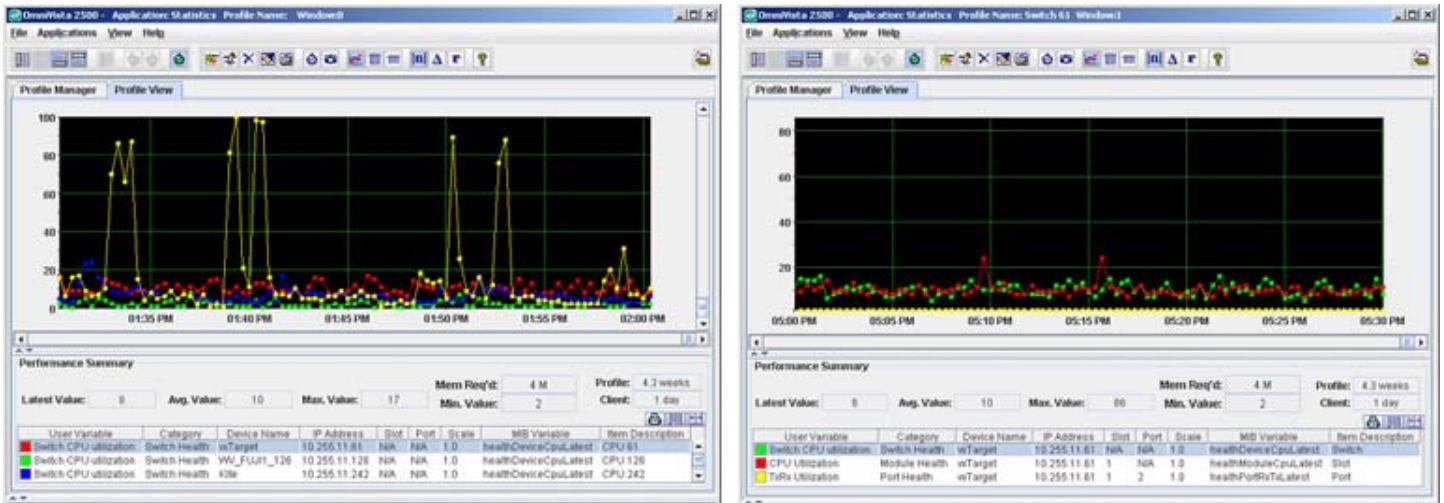 OmniVista 2500 - Application: Statistics Profile Name: Window:0
File Applications View Help
Profile Manager Profile View
100
80
60
40
20
0
01:35 PM 01:40 PM 01:45 PM 01:50 PM 01:55 PM 02:00 PM
Performance Summary
Mem Req'd: 4 M Profile: 4.3 weeks
Latest Value: 8 Avg. Value: 10 Max. Value: 17 Min. Value: 2 Client: 1 day
User Variable Category Device Name IP Address Slot Port Scale MIB Variable Item Description
Switch CPU utilization Switch Health wTarget 10.255.11.61 N/A N/A 1.0 healthDeviceCpuLatest CPU 61
Switch CPU utilization Switch Health WV_FUJI1_126 10.255.11.126 N/A N/A 1.0 healthDeviceCpuLatest CPU 126
Switch CPU utilization Switch Health Kite 10.255.11.242 N/A N/A 1.0 healthDeviceCpuLatest CPU 242
OmniVista 2500 - Application: Statistics Profile Name: Switch 61 Window:1
File Applications View Help
Profile Manager Profile View
80
60
40
20
05:00 PM 05:05 PM 05:10 PM 05:15 PM 05:20 PM 05:25 PM 05:30 PM
Performance Summary
Mem Req'd: 4 M Profile: 4.3 weeks
Latest Value: 8 Avg. Value: 10 Max. Value: 86 Min. Value: 2 Client: 1 day
User Variable Category Device Name IP Address Slot Port Scale MIB Variable Item Description
Switch CPU utilization Switch Health wTarget 10.255.11.61 N/A N/A 1.0 healthDeviceCpuLatest Switch
CPU Utilization Module Health wTarget 10.255.11.61 1 N/A 1.0 healthModuleCpuLatest Slot
TxRx Utilization Port Health wTarget 10.255.11.61 1 2 1.0 healthPortRxTxLatest Port